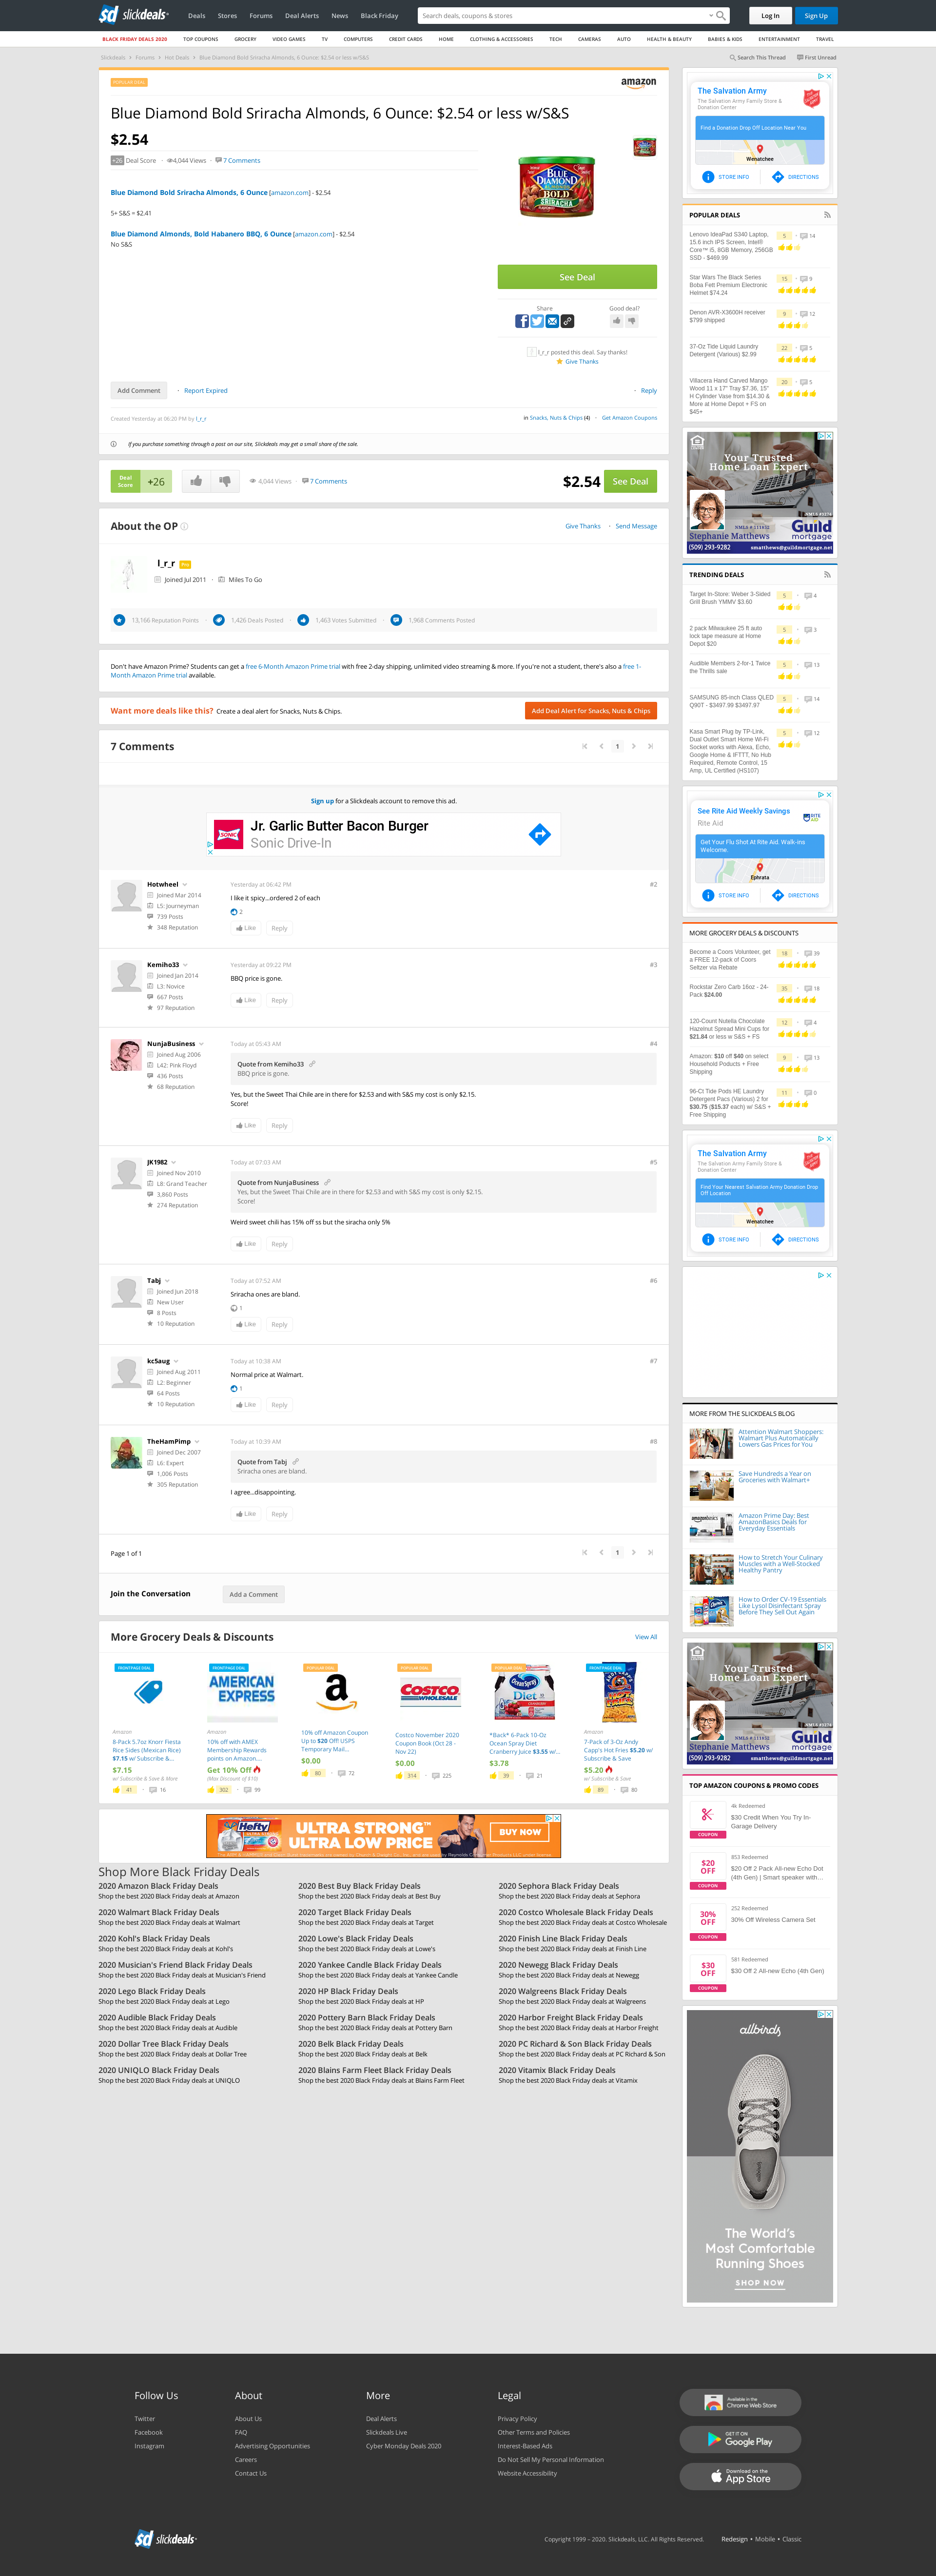 slickdeals
Deals Stores Forums Deal Alerts News Black Friday
Search deals, coupons & stores
Log In Sign Up
BLACK FRIDAY DEALS 2020 TOP COUPONS GROCERY VIDEO GAMES TV COMPUTERS CREDIT CARDS HOME CLOTHING & ACCESSORIES TECH CAMERAS AUTO HEALTH & BEAUTY BABIES & KIDS ENTERTAINMENT TRAVEL
Slickdeals Forums Hot Deals Blue Diamond Bold Sriracha Almonds, 6 Ounce: $2.54 or less w/S&S
Search This Thread First Unread
POPULAR DEAL
amazon
Blue Diamond Bold Sriracha Almonds, 6 Ounce: $2.54 or less w/S&S
$2.54
+26 Deal Score 4,044 Views 7 Comments
Blue Diamond Bold Sriracha Almonds, 6 Ounce [amazon.com] - $2.54
5+ S&S = $2.41
Blue Diamond Almonds, Bold Habanero BBQ, 6 Ounce [amazon.com] - $2.54
No S&S
BLUE DIAMOND
ALMONDS
BOLD
SRIRACHA
See Deal
Share Good deal?
l_r_r posted this deal. Say thanks!
Give Thanks
Add Comment Report Expired Reply
Created Yesterday at 06:20 PM by l_r_r
in Snacks, Nuts & Chips (4) Get Amazon Coupons
If you purchase something through a post on our site, Slickdeals may get a small share of the sale.
Deal Score +26
4,044 Views 7 Comments
$2.54 See Deal
About the OP
Give Thanks Send Message
l_r_r Pro
Joined Jul 2011 Miles To Go
13,166 Reputation Points 1,426 Deals Posted 1,463 Votes Submitted 1,968 Comments Posted
Don't have Amazon Prime? Students can get a free 6-Month Amazon Prime trial with free 2-day shipping, unlimited video streaming & more. If you're not a student, there's also a free 1-
Month Amazon Prime trial available.
Want more deals like this? Create a deal alert for Snacks, Nuts & Chips.
Add Deal Alert for Snacks, Nuts & Chips
7 Comments
1
Sign up for a Slickdeals account to remove this ad.
SONIC
Jr. Garlic Butter Bacon Burger
Sonic Drive-In
Hotwheel
Joined Mar 2014
L5: Journeyman
739 Posts
348 Reputation
Yesterday at 06:42 PM #2
I like it spicy...ordered 2 of each
2
Like Reply
Kemiho33
Joined Jan 2014
L3: Novice
667 Posts
97 Reputation
Yesterday at 09:22 PM #3
BBQ price is gone.
Like Reply
NunjaBusiness
Joined Aug 2006
L42: Pink Floyd
436 Posts
68 Reputation
Today at 05:43 AM #4
Quote from Kemiho33
BBQ price is gone.
Yes, but the Sweet Thai Chile are in there for $2.53 and with S&S my cost is only $2.15.
Score!
Like Reply
JK1982
Joined Nov 2010
L8: Grand Teacher
3,860 Posts
274 Reputation
Today at 07:03 AM #5
Quote from NunjaBusiness
Yes, but the Sweet Thai Chile are in there for $2.53 and with S&S my cost is only $2.15.
Score!
Weird sweet chili has 15% off ss but the siracha only 5%
Like Reply
Tabj
Joined Jun 2018
New User
8 Posts
10 Reputation
Today at 07:52 AM #6
Sriracha ones are bland.
1
Like Reply
kc5aug
Joined Aug 2011
L2: Beginner
64 Posts
10 Reputation
Today at 10:38 AM #7
Normal price at Walmart.
1
Like Reply
TheHamPimp
Joined Dec 2007
L6: Expert
1,006 Posts
305 Reputation
Today at 10:39 AM #8
Quote from Tabj
Sriracha ones are bland.
I agree...disappointing.
Like Reply
Page 1 of 1
1
Join the Conversation
Add a Comment
More Grocery Deals & Discounts
View All
FRONTPAGE DEAL
Amazon
8-Pack 5.7oz Knorr Fiesta
Rice Sides (Mexican Rice)
$7.15 w/ Subscribe &...
$7.15
w/ Subscribe & Save & More
41 16
FRONTPAGE DEAL
AMERICAN EXPRESS
Amazon
10% off with AMEX
Membership Rewards
points on Amazon....
Get 10% Off
(Max Discount of $10)
302 99
POPULAR DEAL
10% off Amazon Coupon
Up to $20 Off! USPS
Temporary Mail...
$0.00
80 72
POPULAR DEAL
COSTCO WHOLESALE
Costco November 2020
Coupon Book (Oct 28 -
Nov 22)
$0.00
314 225
POPULAR DEAL
Ocean Spray Diet
*Back* 6-Pack 10-Oz
Ocean Spray Diet
Cranberry Juice $3.55 w/...
$3.78
39 21
FRONTPAGE DEAL
Amazon
7-Pack of 3-Oz Andy
Capp's Hot Fries $5.20 w/
Subscribe & Save
$5.20
w/ Subscribe & Save
89 80
Hefty
ULTRA STRONG
ULTRA LOW PRICE
BUY NOW
Shop More Black Friday Deals
2020 Amazon Black Friday Deals
Shop the best 2020 Black Friday deals at Amazon
2020 Best Buy Black Friday Deals
Shop the best 2020 Black Friday deals at Best Buy
2020 Sephora Black Friday Deals
Shop the best 2020 Black Friday deals at Sephora
2020 Walmart Black Friday Deals
Shop the best 2020 Black Friday deals at Walmart
2020 Target Black Friday Deals
Shop the best 2020 Black Friday deals at Target
2020 Costco Wholesale Black Friday Deals
Shop the best 2020 Black Friday deals at Costco Wholesale
2020 Kohl's Black Friday Deals
Shop the best 2020 Black Friday deals at Kohl's
2020 Lowe's Black Friday Deals
Shop the best 2020 Black Friday deals at Lowe's
2020 Finish Line Black Friday Deals
Shop the best 2020 Black Friday deals at Finish Line
2020 Musician's Friend Black Friday Deals
Shop the best 2020 Black Friday deals at Musician's Friend
2020 Yankee Candle Black Friday Deals
Shop the best 2020 Black Friday deals at Yankee Candle
2020 Newegg Black Friday Deals
Shop the best 2020 Black Friday deals at Newegg
2020 Lego Black Friday Deals
Shop the best 2020 Black Friday deals at Lego
2020 HP Black Friday Deals
Shop the best 2020 Black Friday deals at HP
2020 Walgreens Black Friday Deals
Shop the best 2020 Black Friday deals at Walgreens
2020 Audible Black Friday Deals
Shop the best 2020 Black Friday deals at Audible
2020 Pottery Barn Black Friday Deals
Shop the best 2020 Black Friday deals at Pottery Barn
2020 Harbor Freight Black Friday Deals
Shop the best 2020 Black Friday deals at Harbor Freight
2020 Dollar Tree Black Friday Deals
Shop the best 2020 Black Friday deals at Dollar Tree
2020 Belk Black Friday Deals
Shop the best 2020 Black Friday deals at Belk
2020 PC Richard & Son Black Friday Deals
Shop the best 2020 Black Friday deals at PC Richard & Son
2020 UNIQLO Black Friday Deals
Shop the best 2020 Black Friday deals at UNIQLO
2020 Blains Farm Fleet Black Friday Deals
Shop the best 2020 Black Friday deals at Blains Farm Fleet
2020 Vitamix Black Friday Deals
Shop the best 2020 Black Friday deals at Vitamix
The Salvation Army
The Salvation Army Family Store &
Donation Center
Find a Donation Drop Off Location Near You
Wenatchee
STORE INFO DIRECTIONS
POPULAR DEALS
Lenovo IdeaPad S340 Laptop,
15.6 inch IPS Screen, Intel®
Core™ i5, 8GB Memory, 256GB
SSD - $469.99
5 14
Star Wars The Black Series
Boba Fett Premium Electronic
Helmet $74.24
15 9
Denon AVR-X3600H receiver
$799 shipped
9 12
37-Oz Tide Liquid Laundry
Detergent (Various) $2.99
22 5
Villacera Hand Carved Mango
Wood 11 x 17" Tray $7.36, 15"
H Cylinder Vase from $14.30 &
More at Home Depot + FS on
$45+
20 5
Your Trusted
Home Loan Expert
NMLS #3274
NMLS # 111432
Stephanie Matthews
Guild mortgage
(509) 293-9282 smatthews@guildmortgage.net
TRENDING DEALS
Target In-Store: Weber 3-Sided
Grill Brush YMMV $3.60
5 4
2 pack Milwaukee 25 ft auto
lock tape measure at Home
Depot $20
5 3
Audible Members 2-for-1 Twice
the Thrills sale
5 13
SAMSUNG 85-inch Class QLED
Q90T - $3497.99 $3497.97
5 14
Kasa Smart Plug by TP-Link,
Dual Outlet Smart Home Wi-Fi
Socket works with Alexa, Echo,
Google Home & IFTTT, No Hub
Required, Remote Control, 15
Amp, UL Certified (HS107)
5 12
See Rite Aid Weekly Savings
Rite Aid
Get Your Flu Shot At Rite Aid. Walk-ins
Welcome.
Ephrata
STORE INFO DIRECTIONS
MORE GROCERY DEALS & DISCOUNTS
Become a Coors Volunteer, get
a FREE 12-pack of Coors
Seltzer via Rebate
18 39
Rockstar Zero Carb 16oz - 24-
Pack $24.00
35 18
120-Count Nutella Chocolate
Hazelnut Spread Mini Cups for
$21.84 or less w S&S + FS
12 4
Amazon: $10 off $40 on select
Household Poducts + Free
Shipping
9 13
96-Ct Tide Pods HE Laundry
Detergent Pacs (Various) 2 for
$30.75 ($15.37 each) w/ S&S +
Free Shipping
11 0
The Salvation Army
The Salvation Army Family Store &
Donation Center
Find Your Nearest Salvation Army Donation Drop
Off Location
Wenatchee
STORE INFO DIRECTIONS
MORE FROM THE SLICKDEALS BLOG
Attention Walmart Shoppers:
Walmart Plus Automatically
Lowers Gas Prices for You
Save Hundreds a Year on
Groceries with Walmart+
amazonbasics
Amazon Prime Day: Best
AmazonBasics Deals for
Everyday Essentials
How to Stretch Your Culinary
Muscles with a Well-Stocked
Healthy Pantry
How to Order CV-19 Essentials
Like Lysol Disinfectant Spray
Before They Sell Out Again
Your Trusted
Home Loan Expert
NMLS #3274
NMLS # 111432
Stephanie Matthews
Guild mortgage
(509) 293-9282 smatthews@guildmortgage.net
TOP AMAZON COUPONS & PROMO CODES
COUPON
4k Redeemed
$30 Credit When You Try In-
Garage Delivery
$20 OFF
COUPON
853 Redeemed
$20 Off 2 Pack All-new Echo Dot
(4th Gen) | Smart speaker with...
30% OFF
COUPON
252 Redeemed
30% Off Wireless Camera Set
$30 OFF
COUPON
581 Redeemed
$30 Off 2 All-new Echo (4th Gen)
allbirds
The World's
Most Comfortable
Running Shoes
SHOP NOW
Follow Us
Twitter
Facebook
Instagram
About
About Us
FAQ
Advertising Opportunities
Careers
Contact Us
More
Deal Alerts
Slickdeals Live
Cyber Monday Deals 2020
Legal
Privacy Policy
Other Terms and Policies
Interest-Based Ads
Do Not Sell My Personal Information
Website Accessibility
Available in the
Chrome Web Store
GET IT ON
Google Play
Download on the
App Store
slickdeals
Copyright 1999 - 2020. Slickdeals, LLC. All Rights Reserved. Redesign • Mobile • Classic